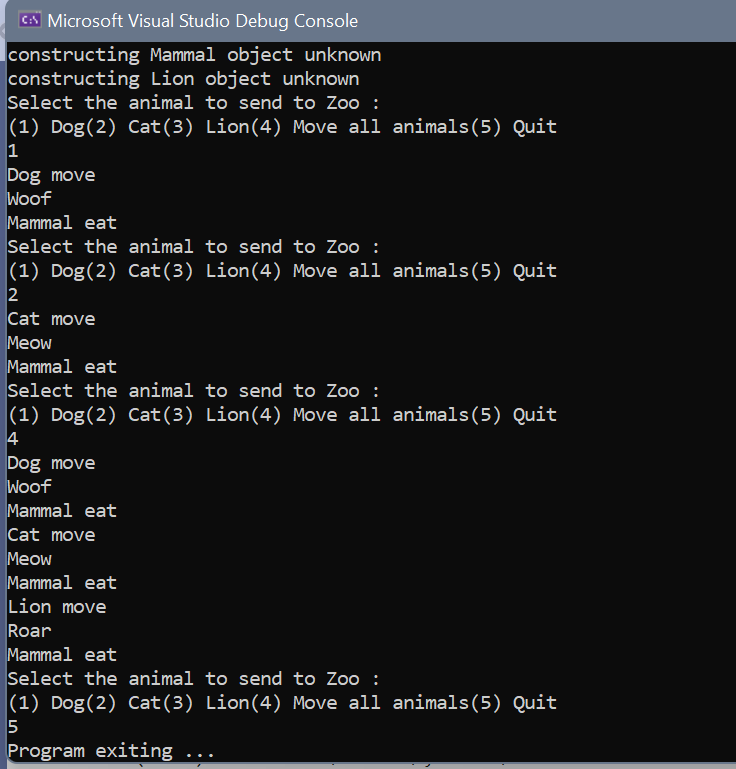 Microsoft Visual Studio Debug Console
constructing Mammal object unknown
constructing Lion object unknown
Select the animal to send to Zoo :
(1) Dog(2) Cat(3) Lion(4) Move all animals(5) Quit
1
Dog move
Woof
Mammal eat
Select the animal to send to Zoo :
(1) Dog(2) Cat(3) Lion(4) Move all animals(5) Quit
2
Cat move
Meow
Mammal eat
Select the animal to send to Zoo :
(1) Dog(2) Cat(3) Lion(4) Move all animals(5) Quit
4
Dog move
Woof
Mammal eat
Cat move
Meow
Mammal eat
Lion move
Roar
Mammal eat
Select the animal to send to Zoo :
(1) Dog(2) Cat(3) Lion(4) Move all animals(5) Quit
5
Program exiting ...